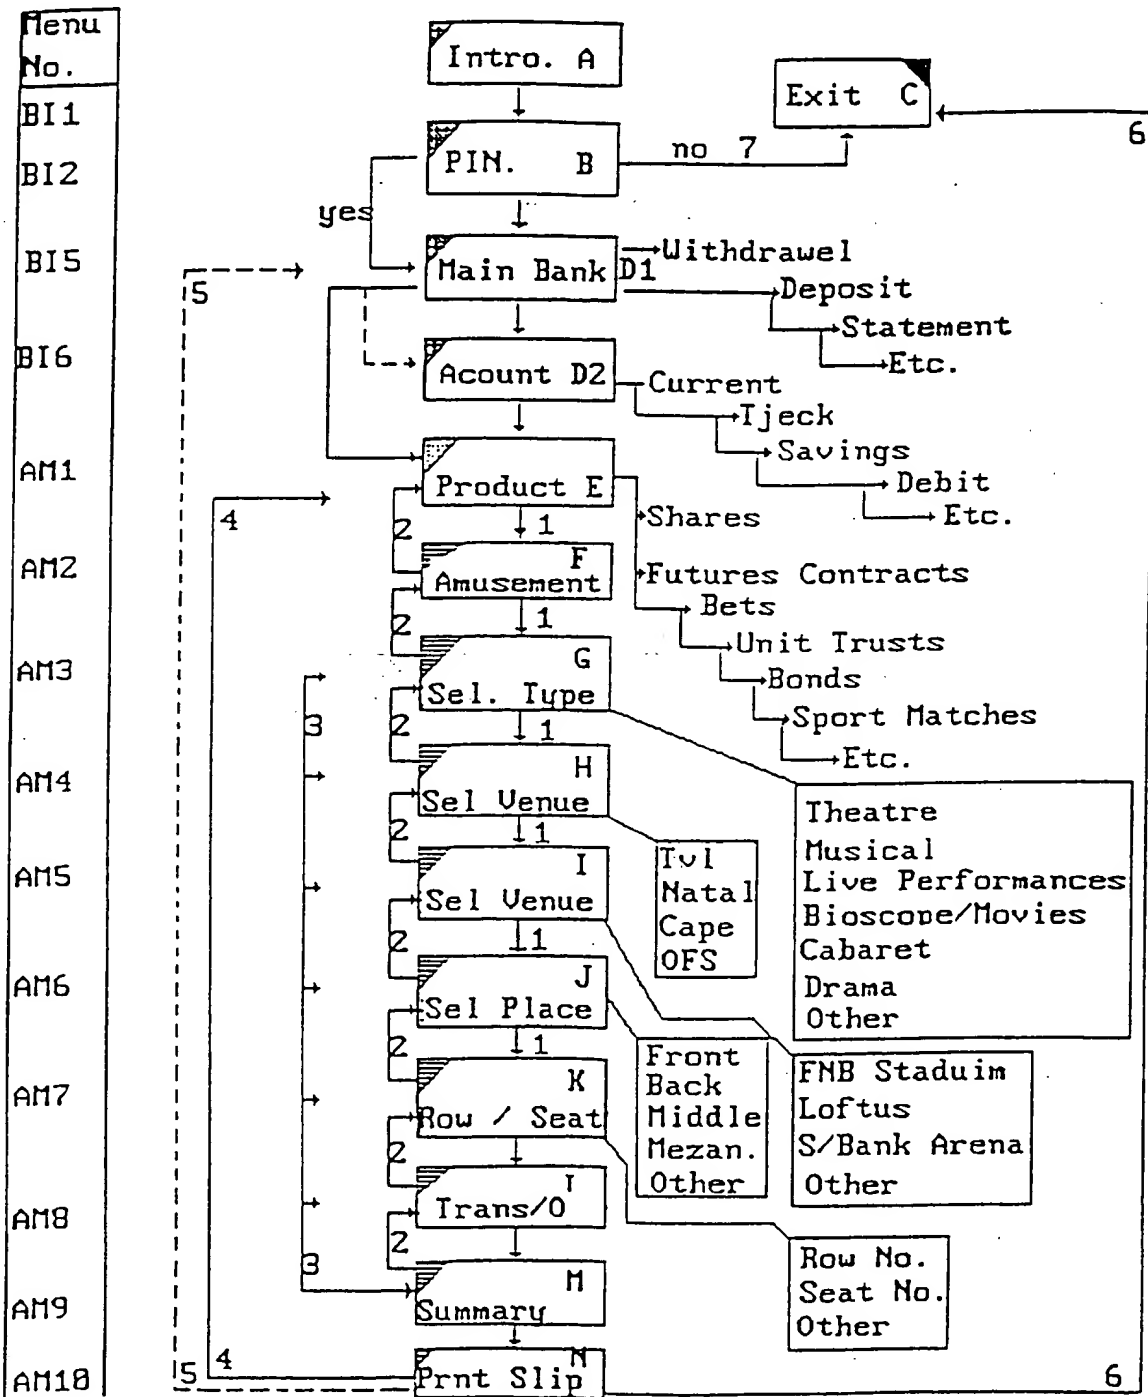 Menu
No.
BI1
BI2
BI5
BI6
AM1
AM2
AM3
AM4
AM5
AM6
AM7
AM8
AM9
AM10
Intro. A
Exit C
6
PIN. B
no 7
yes
Main Bank D1
Withdrawel
Deposit
Statement
Etc.
5
Acount D2
Current
Tjeck
Savings
Debit
Etc.
Product E
Shares
Futures Contracts
Bets
Unit Trusts
Bonds
Sport Matches
Etc.
4
1
2
F
Amusement
1
2
G
Sel. Type
1
2
3
H
Sel Venue
1
2
I
Sel Venue
1
2
J
Sel Place
1
2
K
Row / Seat
2
Trans/O
2
3
M
Summary
N
Prnt Slip
4
5
6
Theatre
Musical
Live Performances
Bioscope/Movies
Cabaret
Drama
Other
Tvl
Natal
Cape
OFS
Front
Back
Middle
Mezan.
Other
FNB Staduim
Loftus
S/Bank Arena
Other
Row No.
Seat No.
Other